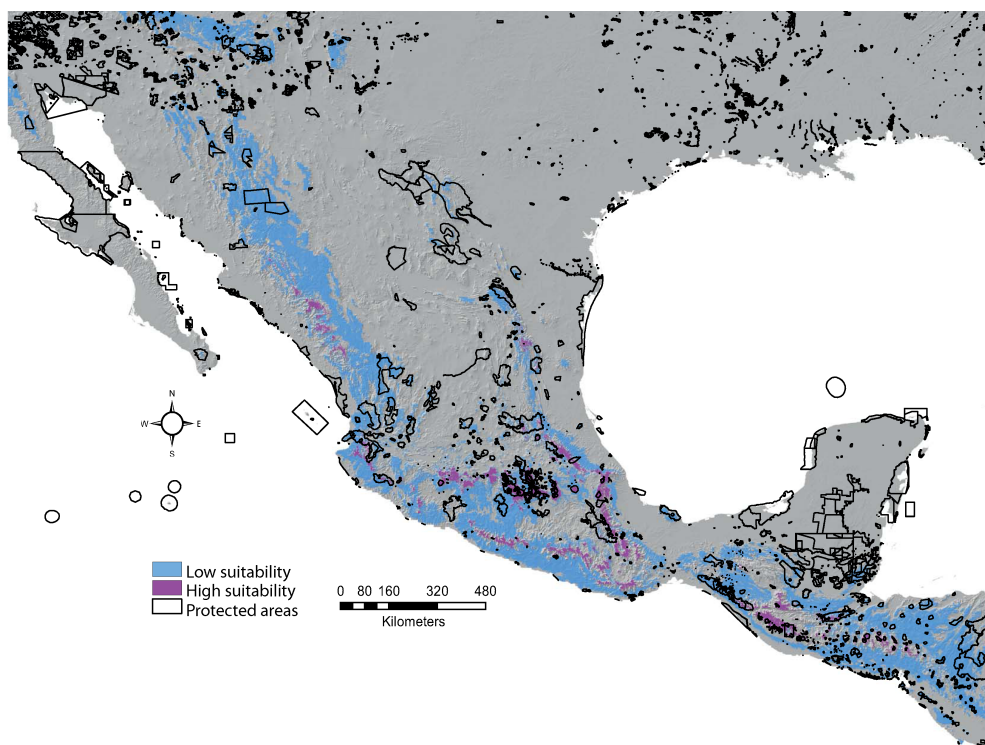 N
W E
S
Low suitability
High suitability
Protected areas
0 80 160 320 480
Kilometers